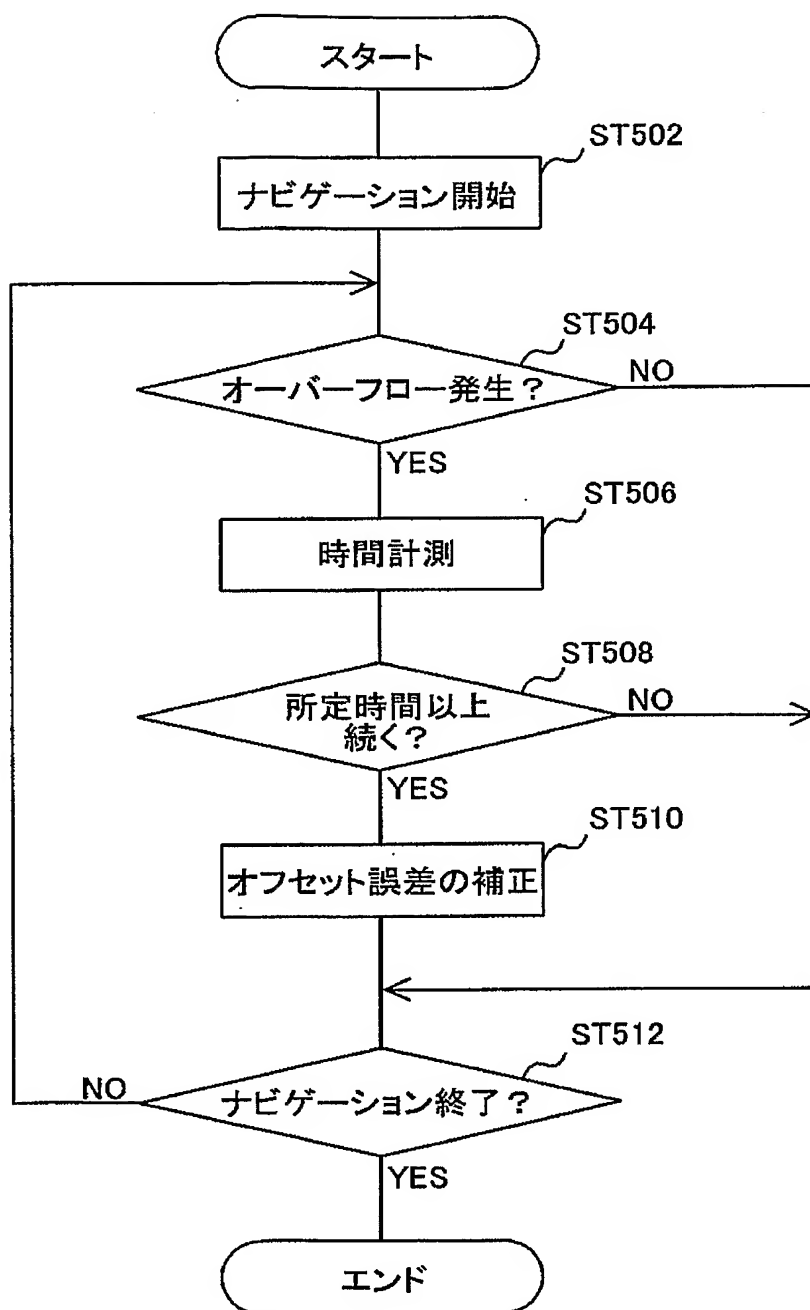 スタート
ST502
ナビゲーション開始
ST504
オーバーフロー発生？
NO
YES
ST506
時間計測
ST508
所定時間以上
続く？
NO
YES
ST510
オフセット誤差の補正
ST512
ナビゲーション終了？
NO
YES
エンド